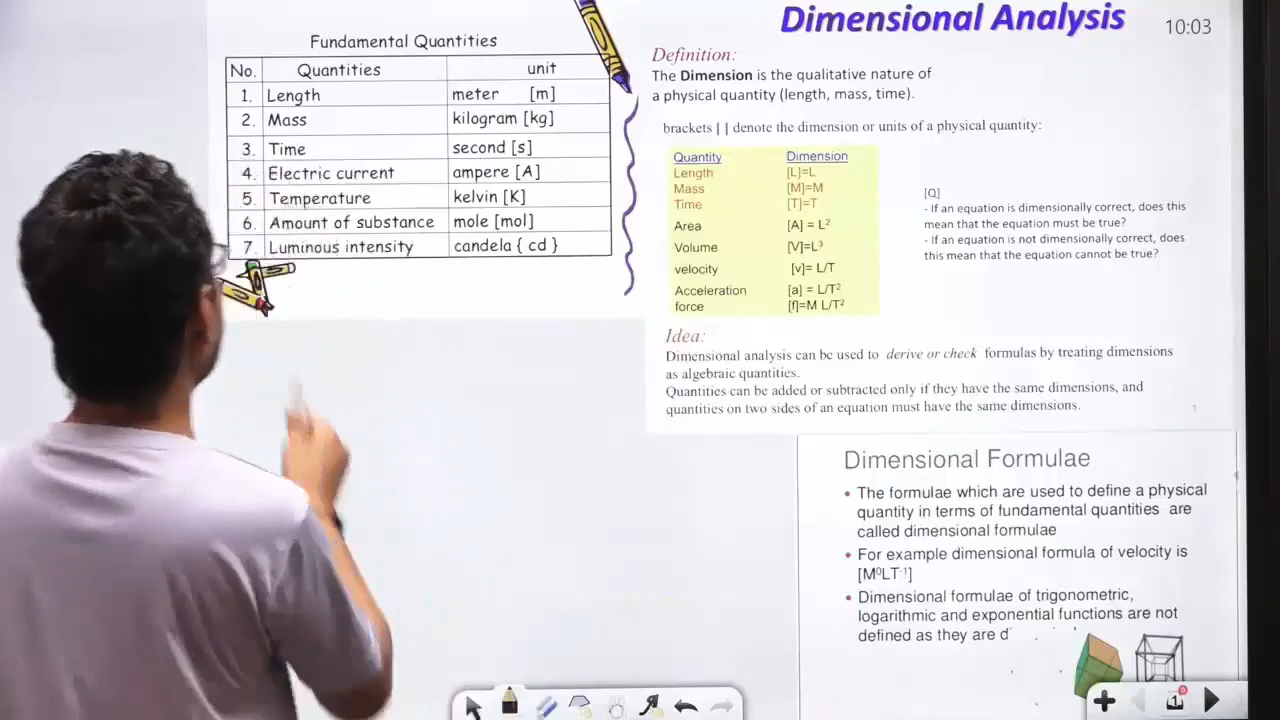 Fundamental Quantities
No. Quantities unit
1. Length meter [m]
2. Mass kilogram [kg]
3. Time second [s]
4. Electric current ampere [A]
5. Temperature kelvin [K]
6. Amount of substance mole [mol]
7. Luminous intensity candela { cd }
Dimensional Analysis
10:03
Definition:
The Dimension is the qualitative nature of
a physical quantity (length, mass, time).
brackets [ ] denote the dimension or units of a physical quantity:
Quantity Dimension
Length [L]=L
Mass [M]=M
Time [T]=T
Area [A] = L²
Volume [V]=L³
velocity [v]= L/T
Acceleration [a] = L/T²
force [f]=M L/T²
[Q]
- If an equation is dimensionally correct, does this
mean that the equation must be true?
- If an equation is not dimensionally correct, does
this mean that the equation cannot be true?
Idea:
Dimensional analysis can be used to derive or check formulas by treating dimensions
as algebraic quantities.
Quantities can be added or subtracted only if they have the same dimensions, and
quantities on two sides of an equation must have the same dimensions.
1
Dimensional Formulae
• The formulae which are used to define a physical
quantity in terms of fundamental quantities are
called dimensional formulae
• For example dimensional formula of velocity is
[M⁰LT⁻¹]
• Dimensional formulae of trigonometric,
logarithmic and exponential functions are not
defined as they are d
1